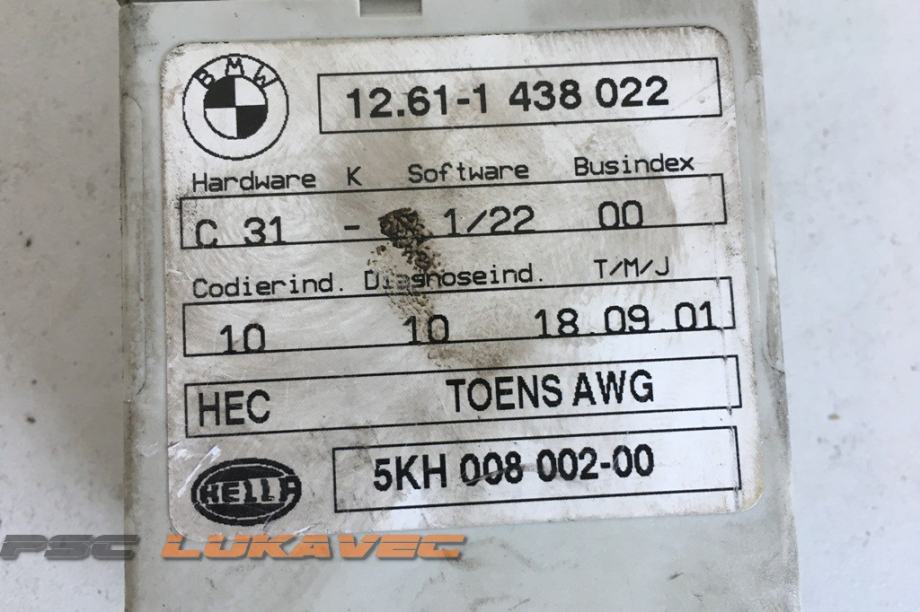 BMW
12.61-1 438 022
Hardware K Software Busindex
C 31 - 1/22 00
Codierind. Diagnoseind. T/M/J
10 10 18.09.01
HEC TOENS AWG
HELLA 5KH 008 002-00
PSC LUKAVEC